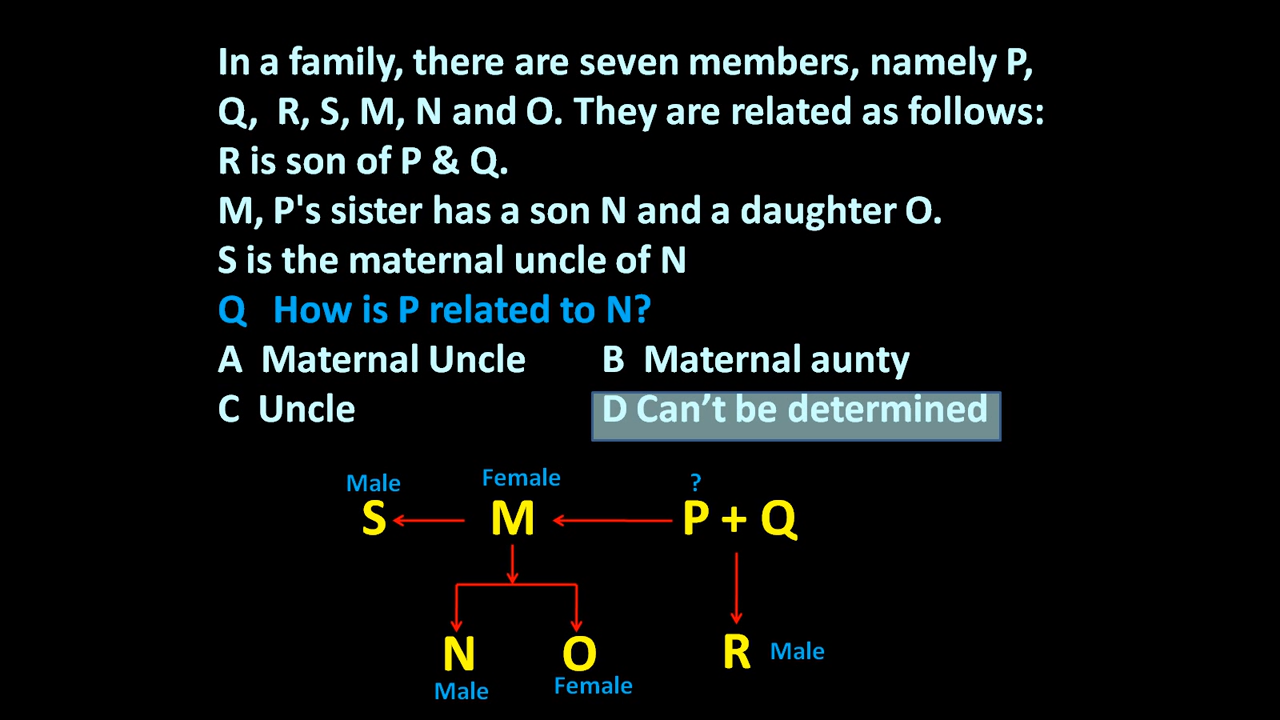 In a family, there are seven members, namely P,
Q,  R, S, M, N and O. They are related as follows:
R is son of P & Q.
M, P's sister has a son N and a daughter O.
S is the maternal uncle of N
Q   How is P related to N?
A  Maternal Uncle   B  Maternal aunty
C  Uncle   D Can’t be determined
Male   Female   ?
S   M   P + Q
N   O   R   Male
Male   Female